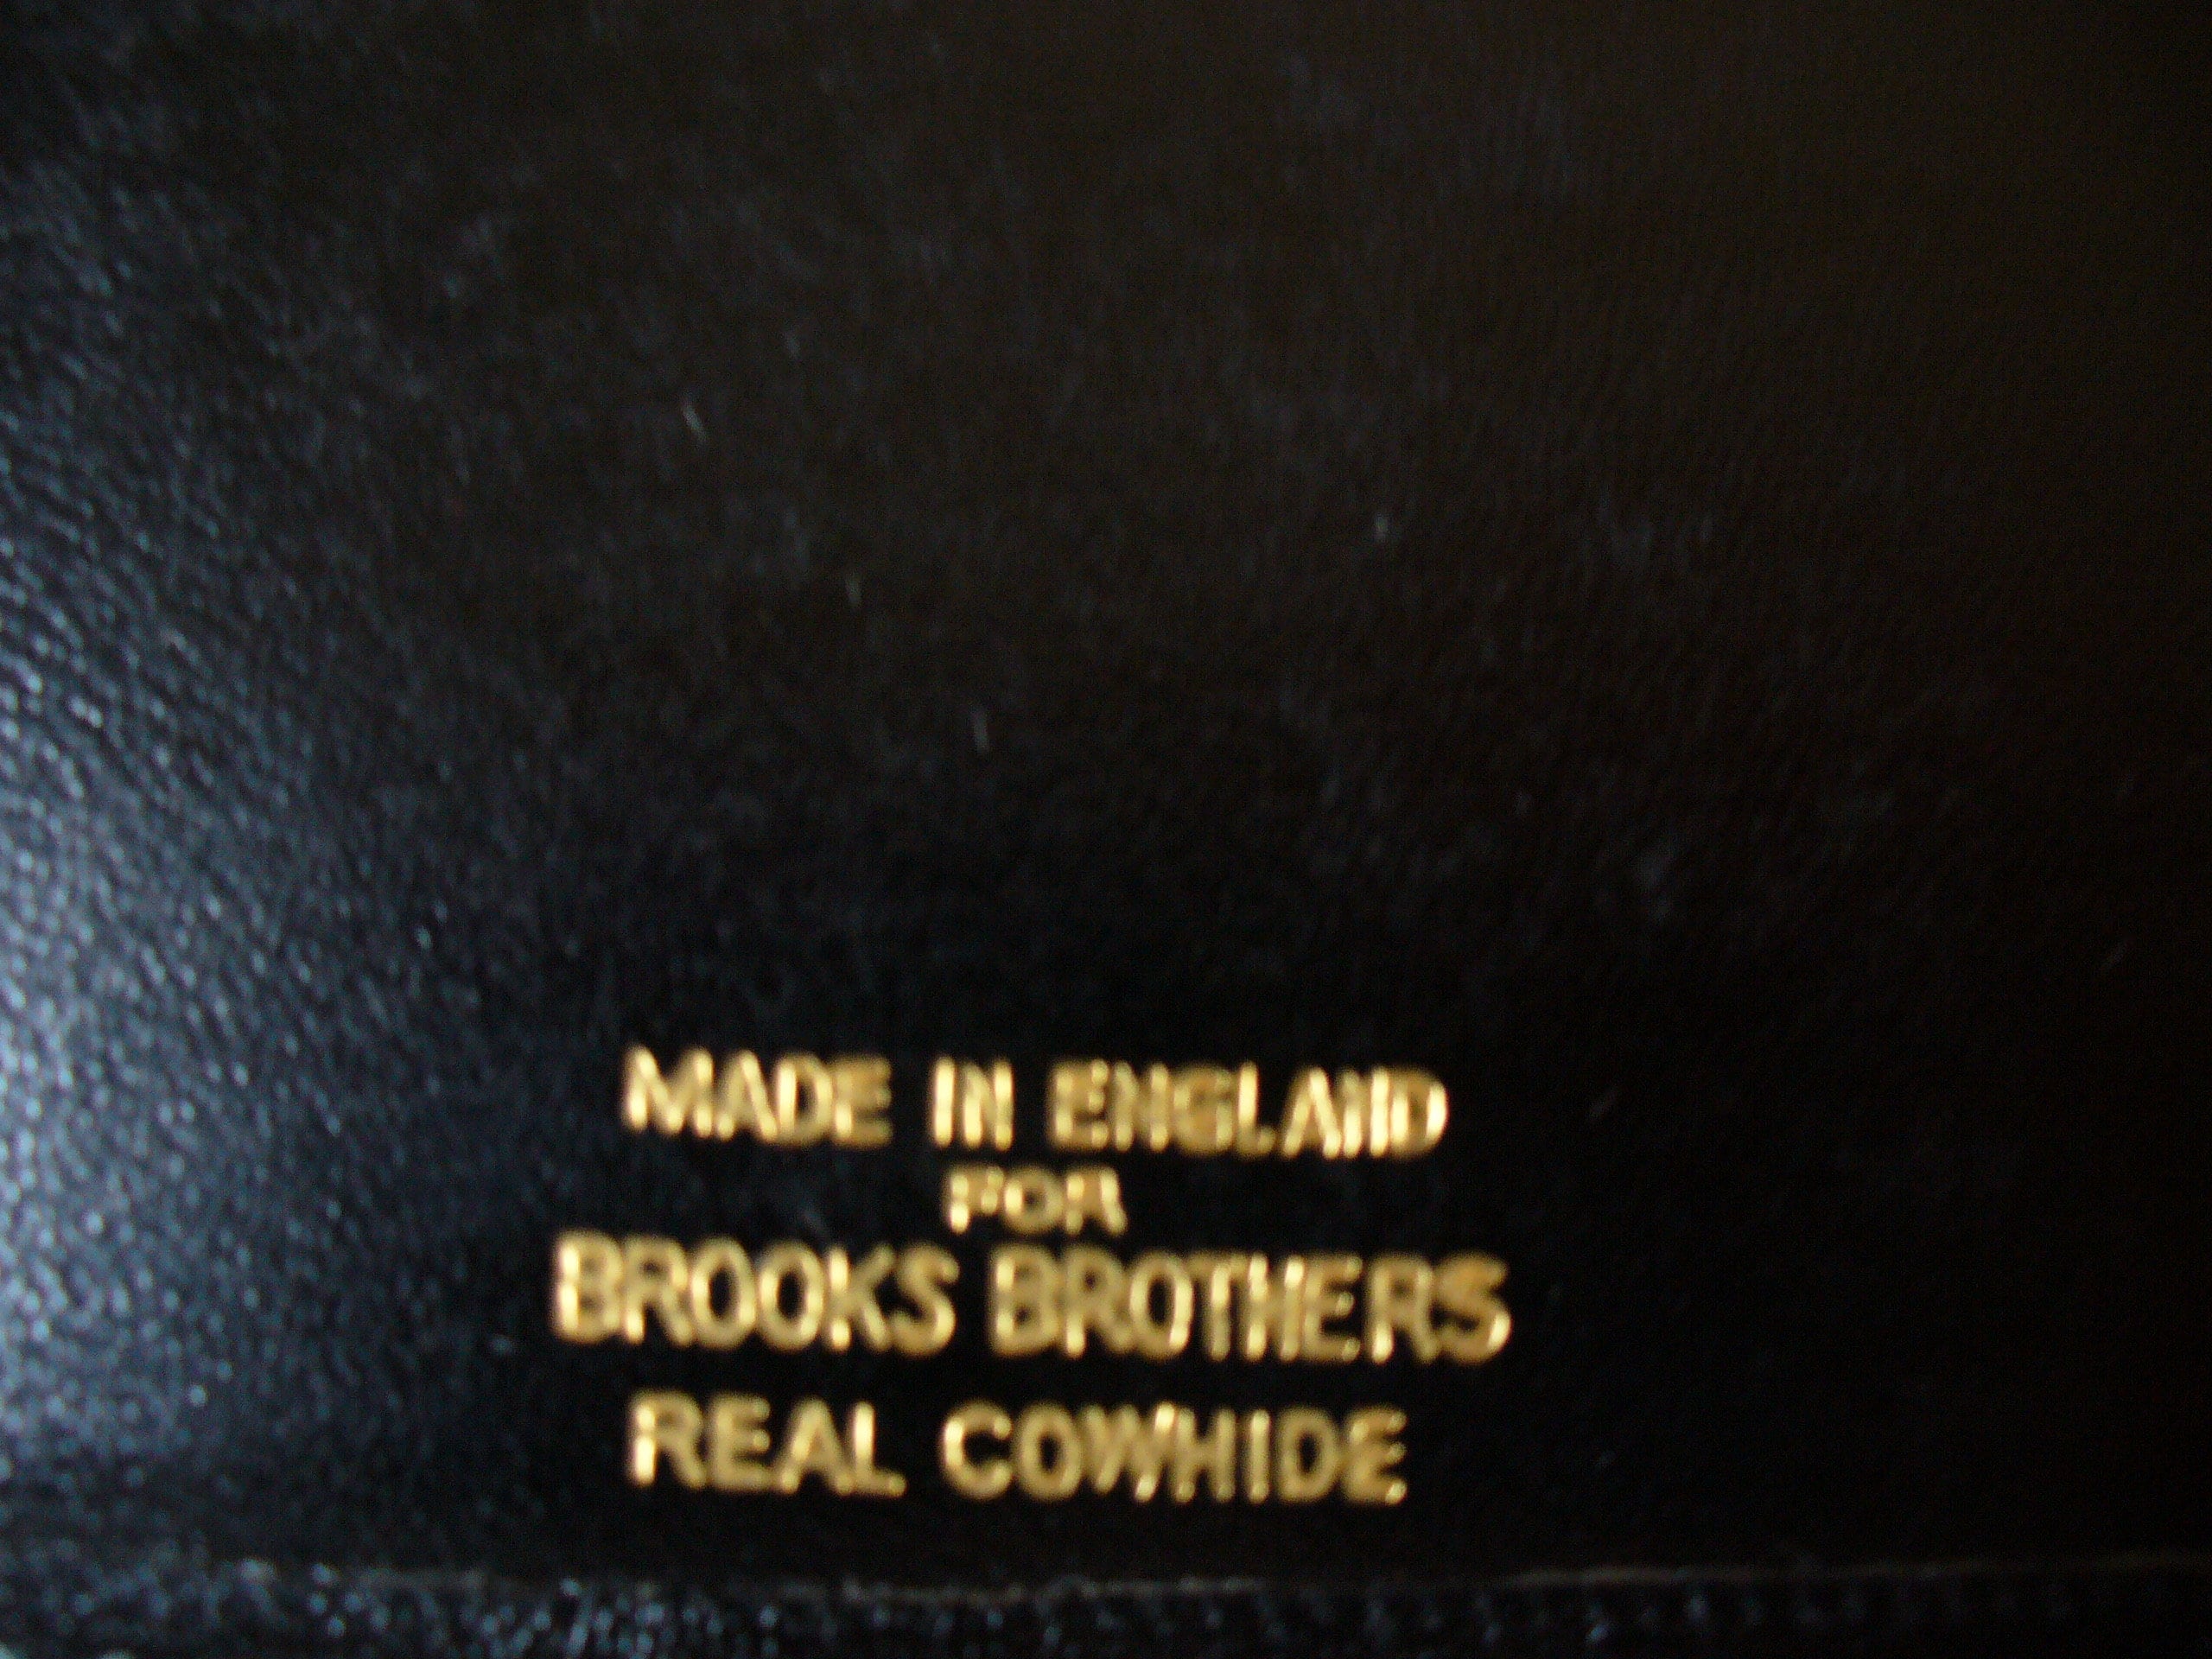 MADE IN ENGLAND
FOR
BROOKS BROTHERS
REAL COWHIDE